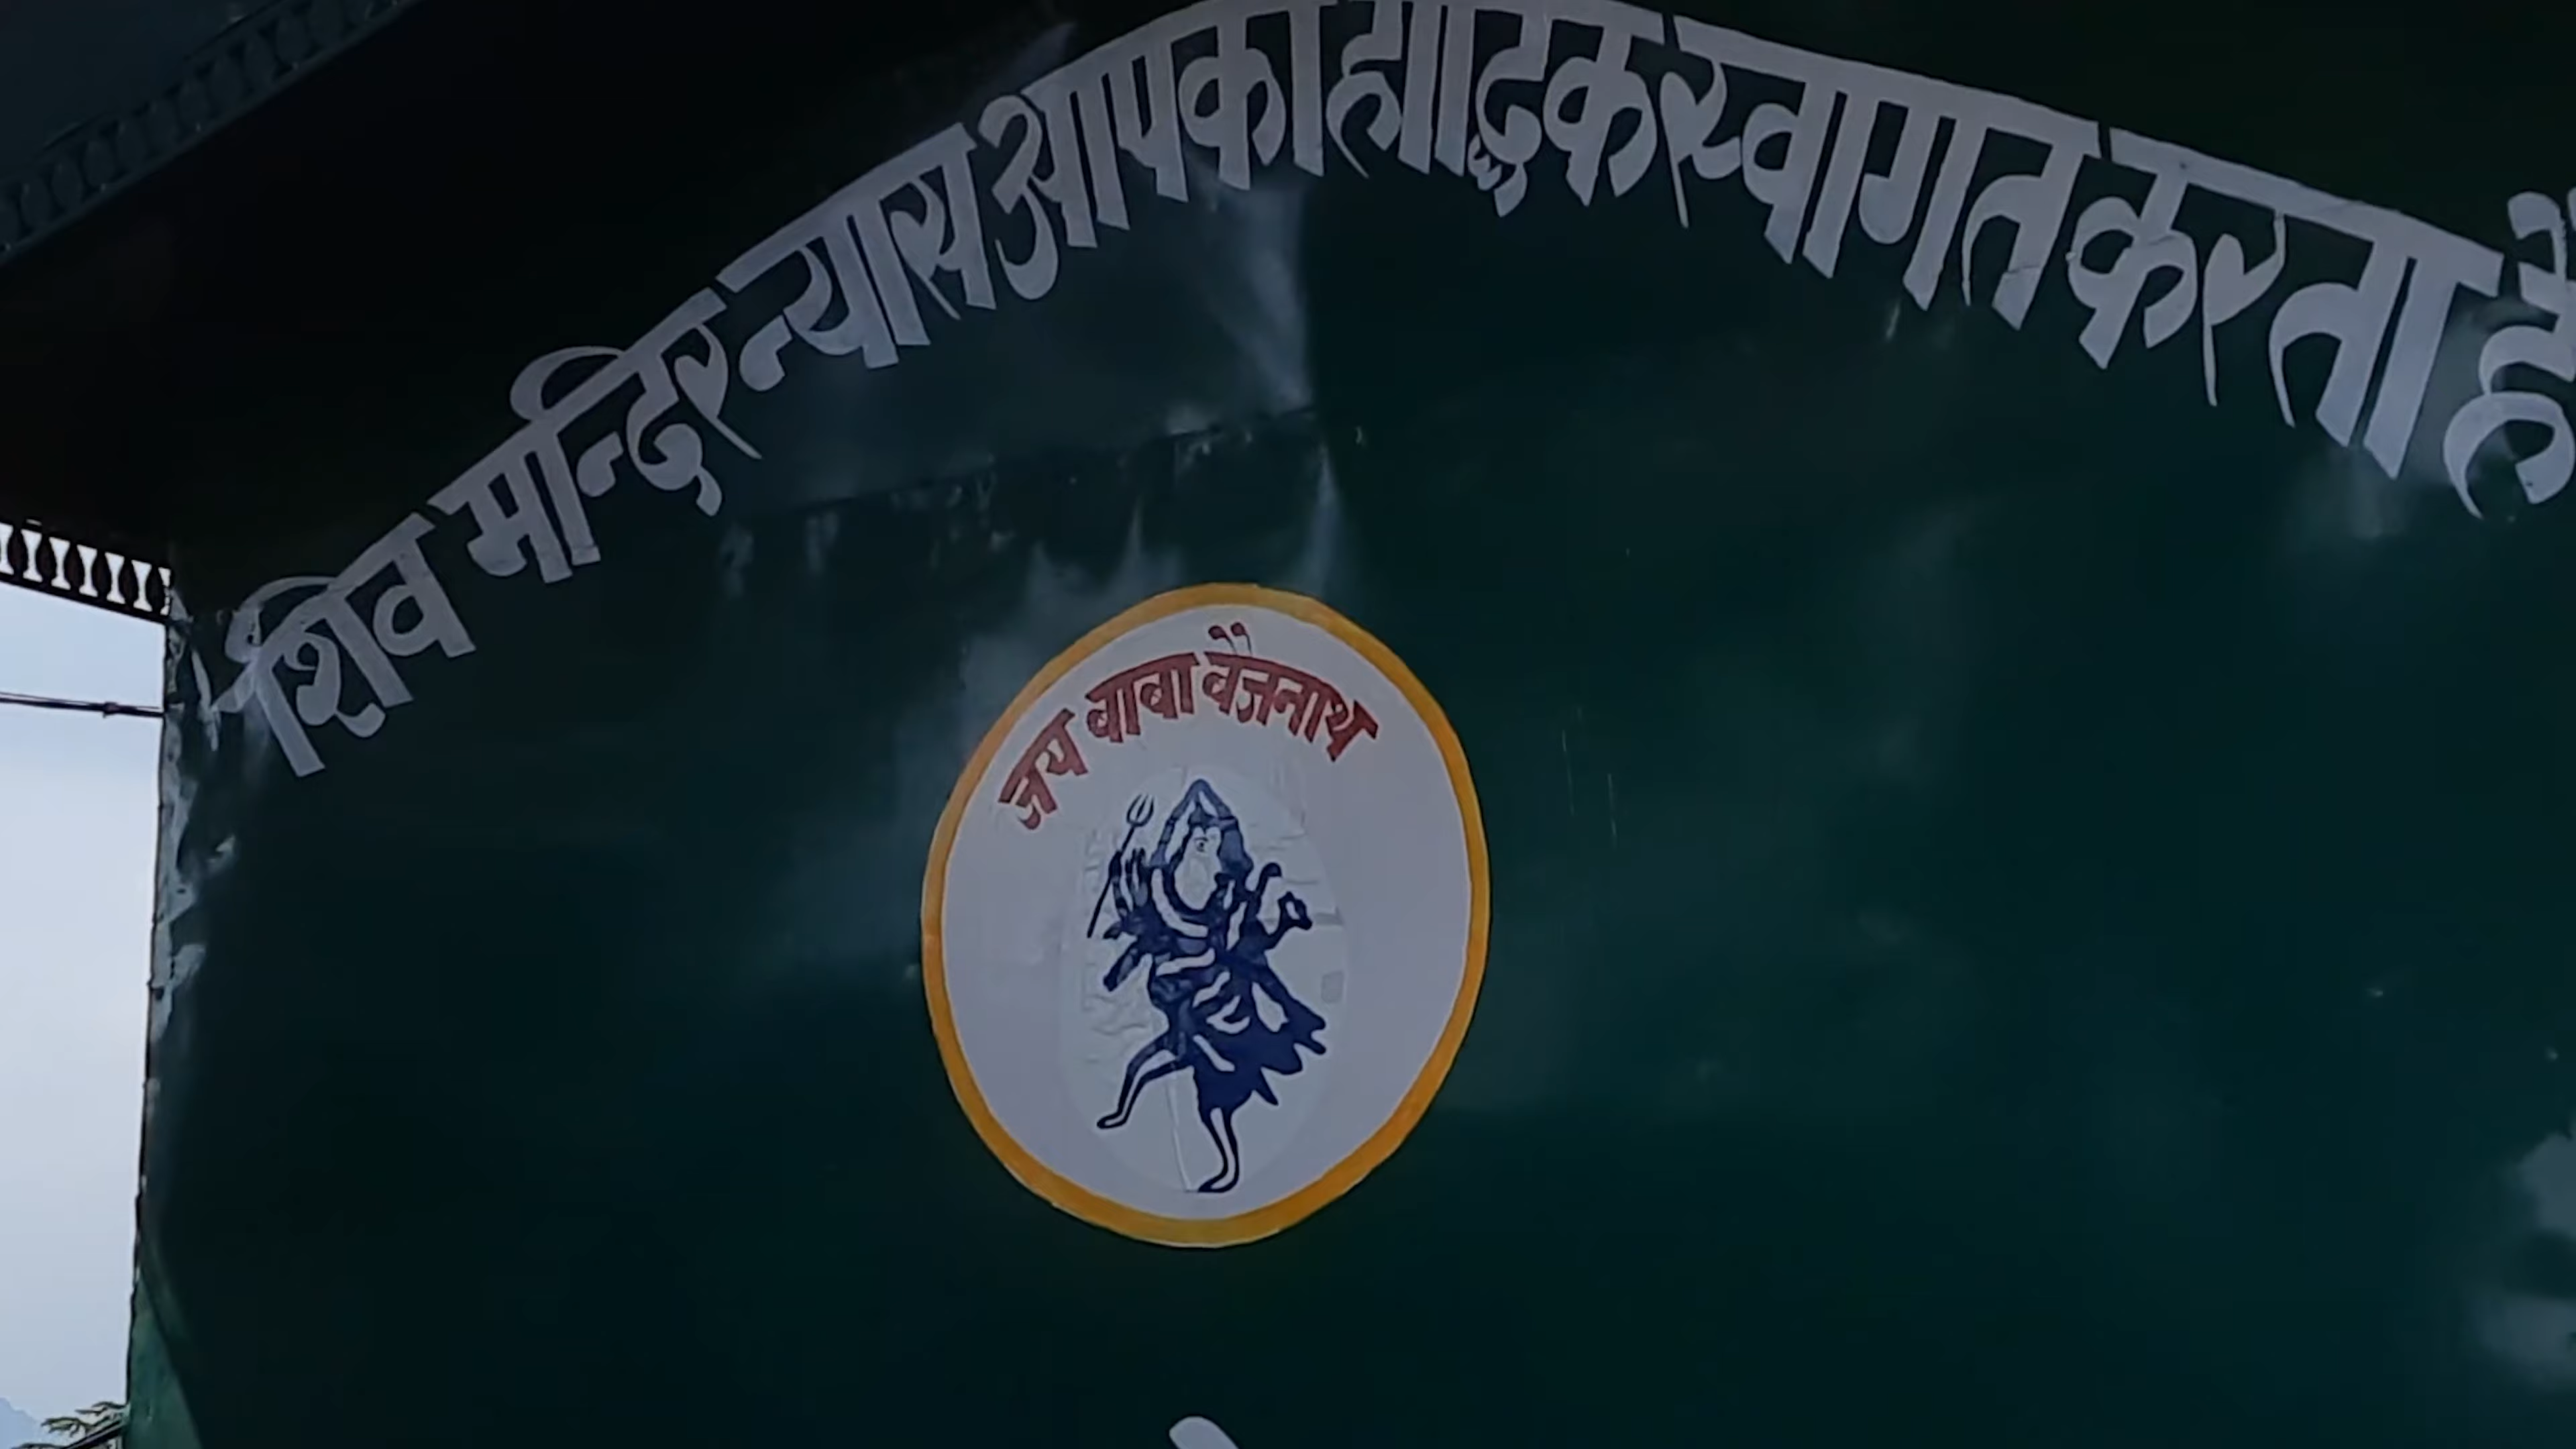 शिव मन्दिर न्यास आपका हार्दिक स्वागत करता है
जय बाबा बैजनाथ